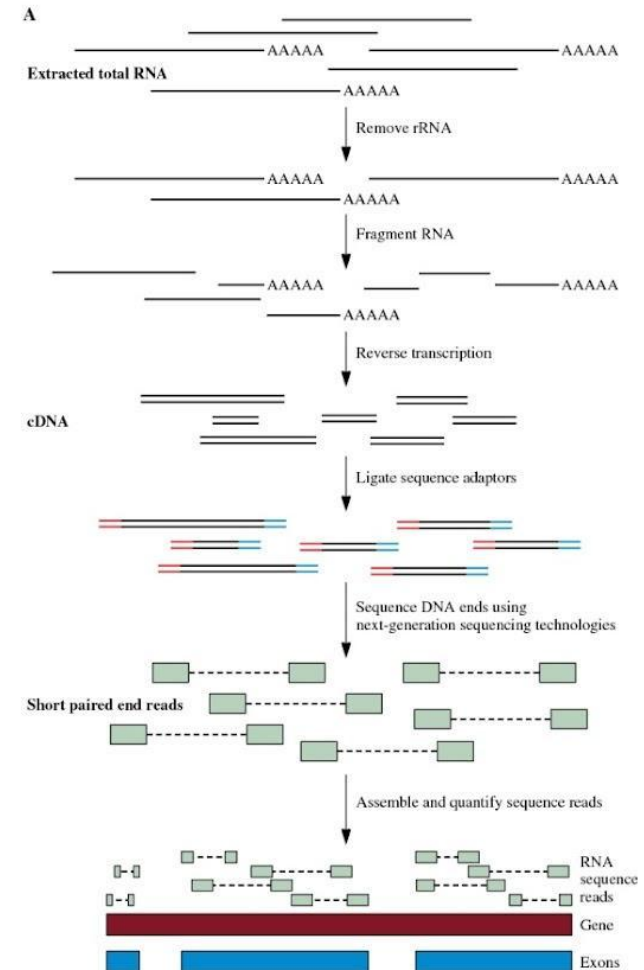 A
AAAAA AAAAA
Extracted total RNA
AAAAA
Remove rRNA
AAAAA AAAAA
AAAAA
Fragment RNA
AAAAA AAAAA
AAAAA
Reverse transcription
cDNA
Ligate sequence adaptors
Sequence DNA ends using
next-generation sequencing technologies
Short paired end reads
Assemble and quantify sequence reads
RNA
sequence
reads
Gene
Exons